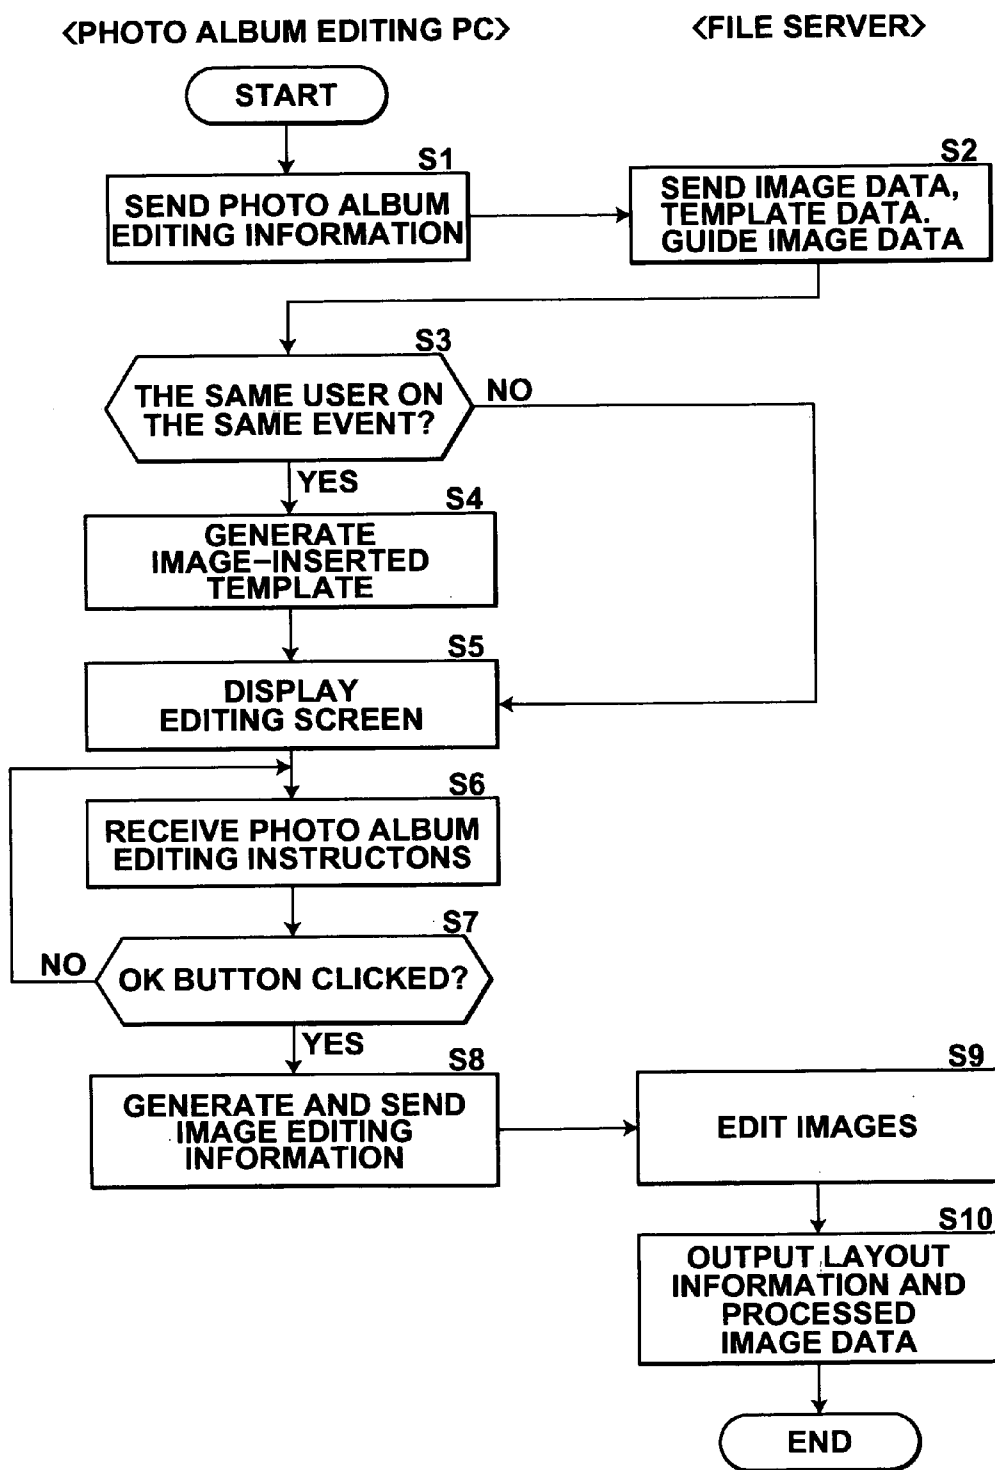 <PHOTO ALBUM EDITING PC>
<FILE SERVER>
START
S1
SEND PHOTO ALBUM
EDITING INFORMATION
S2
SEND IMAGE DATA,
TEMPLATE DATA.
GUIDE IMAGE DATA
S3
THE SAME USER ON
THE SAME EVENT?
NO
YES
S4
GENERATE
IMAGE-INSERTED
TEMPLATE
S5
DISPLAY
EDITING SCREEN
S6
RECEIVE PHOTO ALBUM
EDITING INSTRUCTONS
S7
OK BUTTON CLICKED?
NO
YES
S8
GENERATE AND SEND
IMAGE EDITING
INFORMATION
S9
EDIT IMAGES
S10
OUTPUT LAYOUT
INFORMATION AND
PROCESSED
IMAGE DATA
END